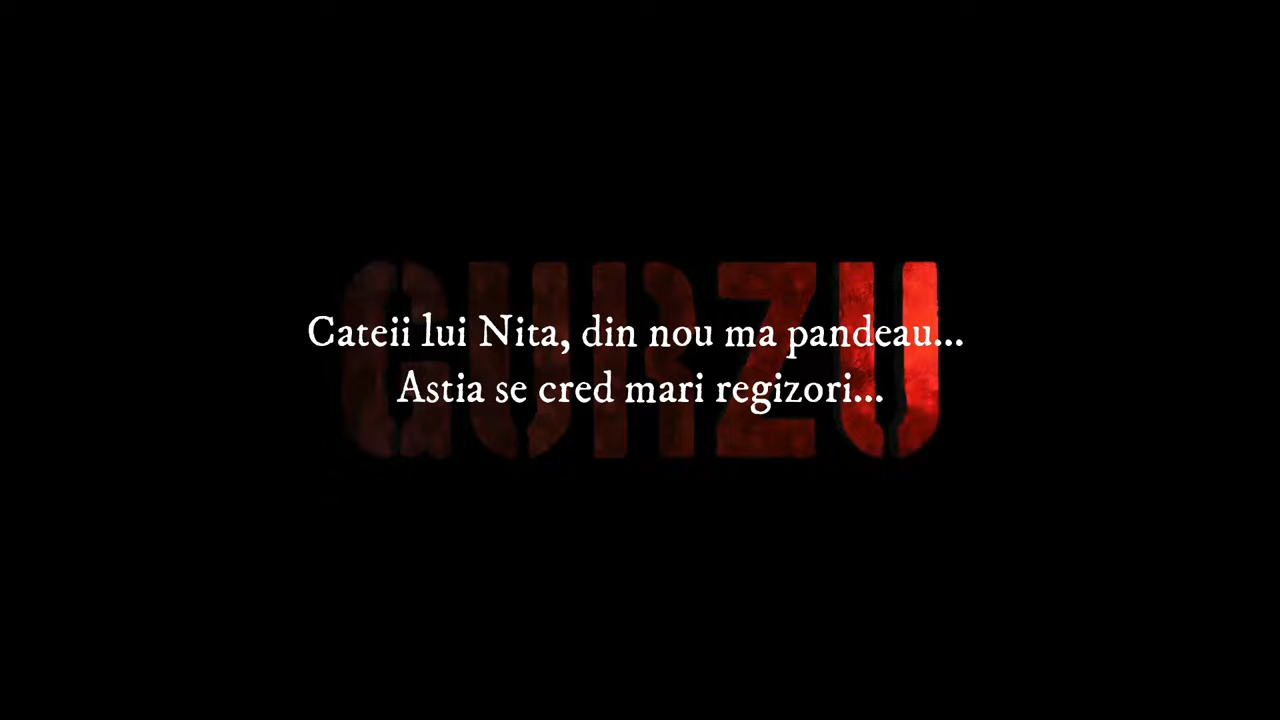 GURZU
Cateii lui Nita, din nou ma pandeau...
Astia se cred mari regizori...